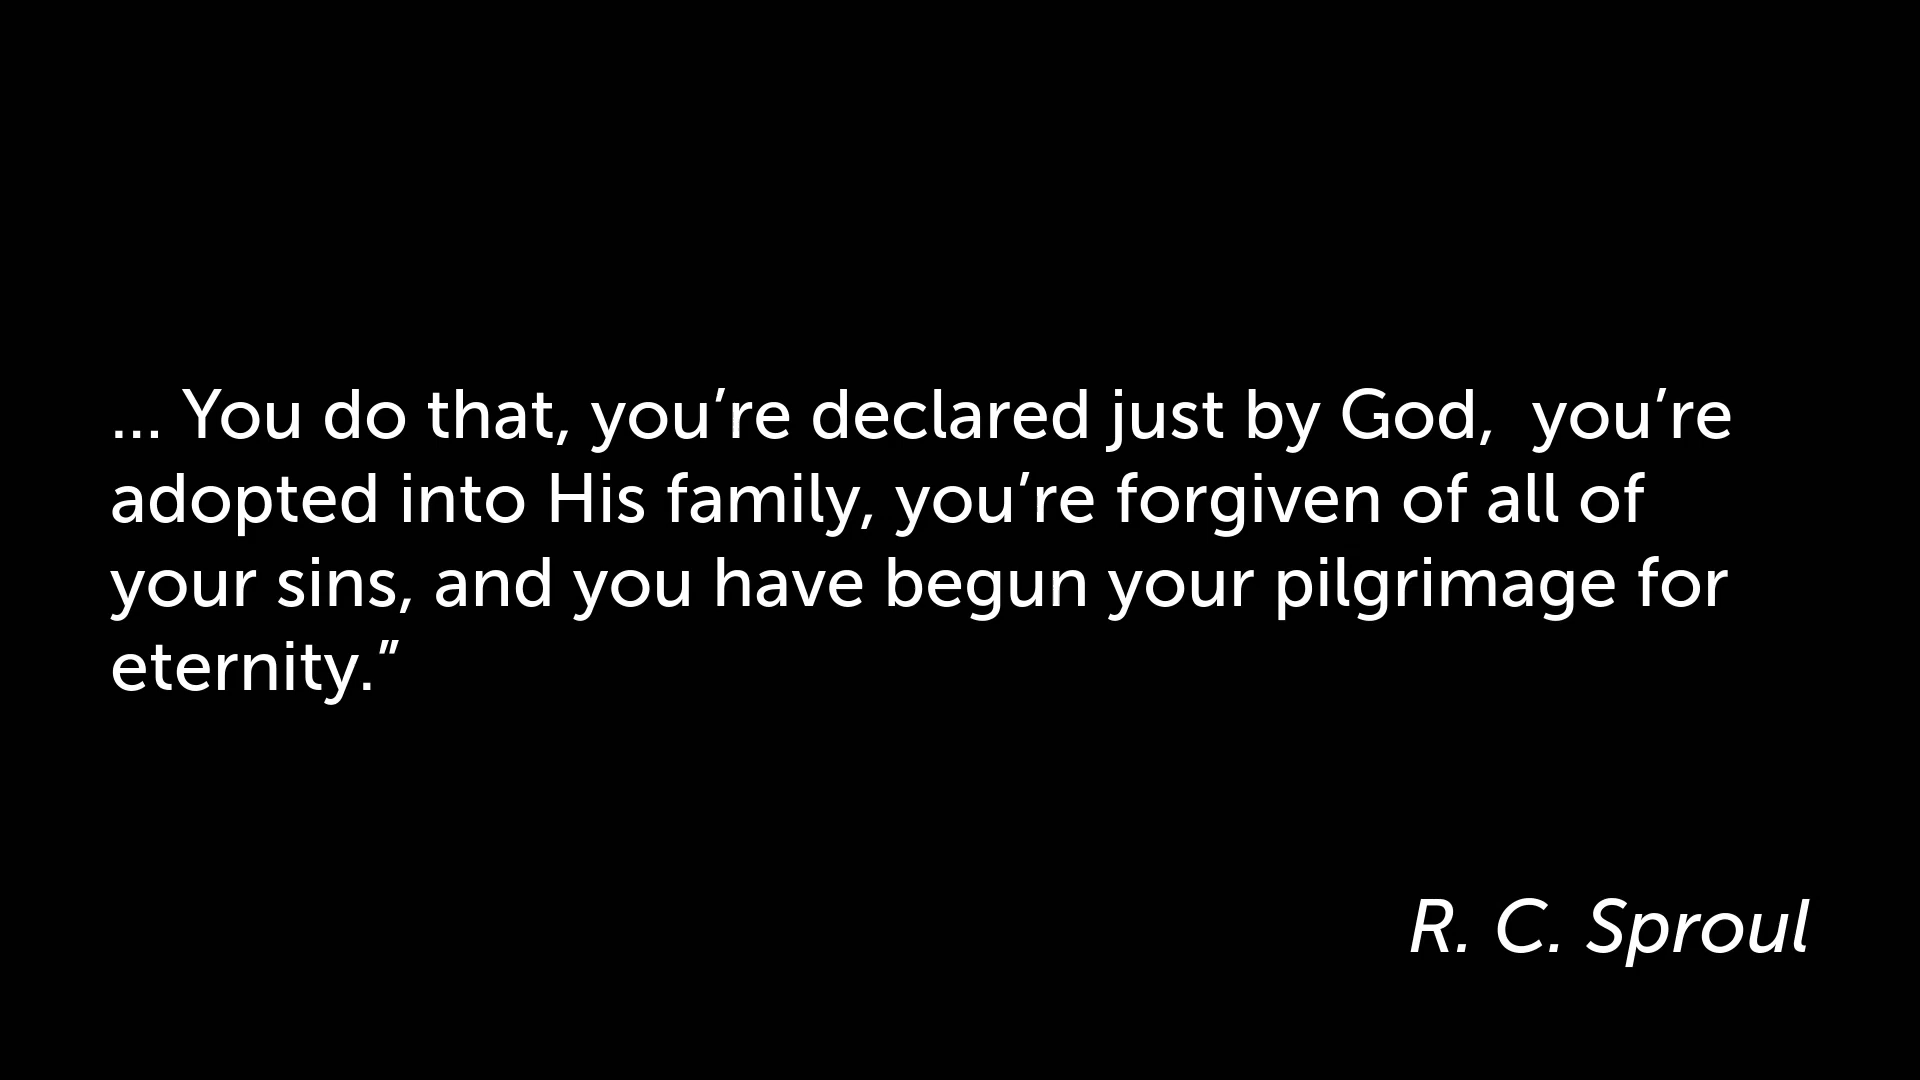 ... You do that, you’re declared just by God,  you’re
adopted into His family, you’re forgiven of all of
your sins, and you have begun your pilgrimage for
eternity.”
R. C. Sproul